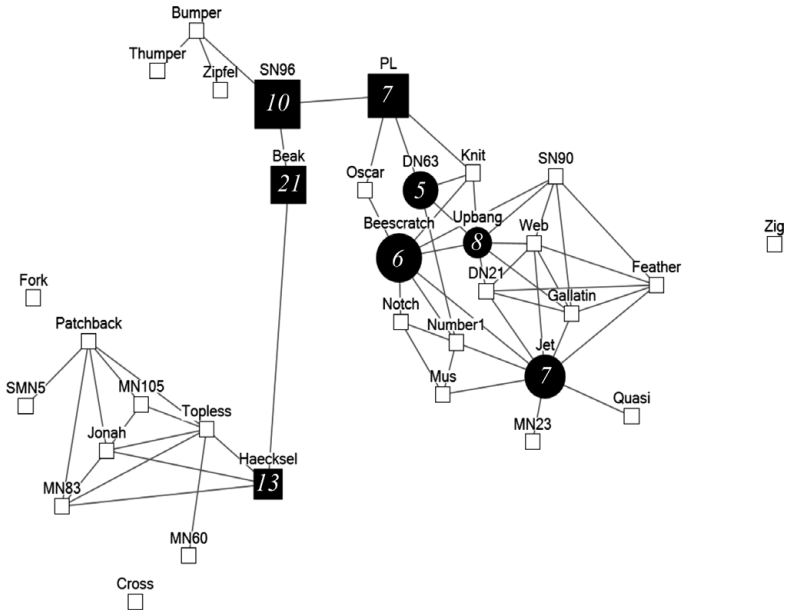 Bumper
Thumper
Zipfel
SN96
10
PL
7
Beak
21
Oscar
DN63
5
Knit
SN90
Beescratch
6
Upbang
8
Web
Zig
DN21
Feather
Gallatin
Fork
Notch
Number1
Patchback
Jet
7
SMN5
MN105
Mus
Quasi
Topless
MN23
Jonah
Haecksel
13
MN83
MN60
Cross